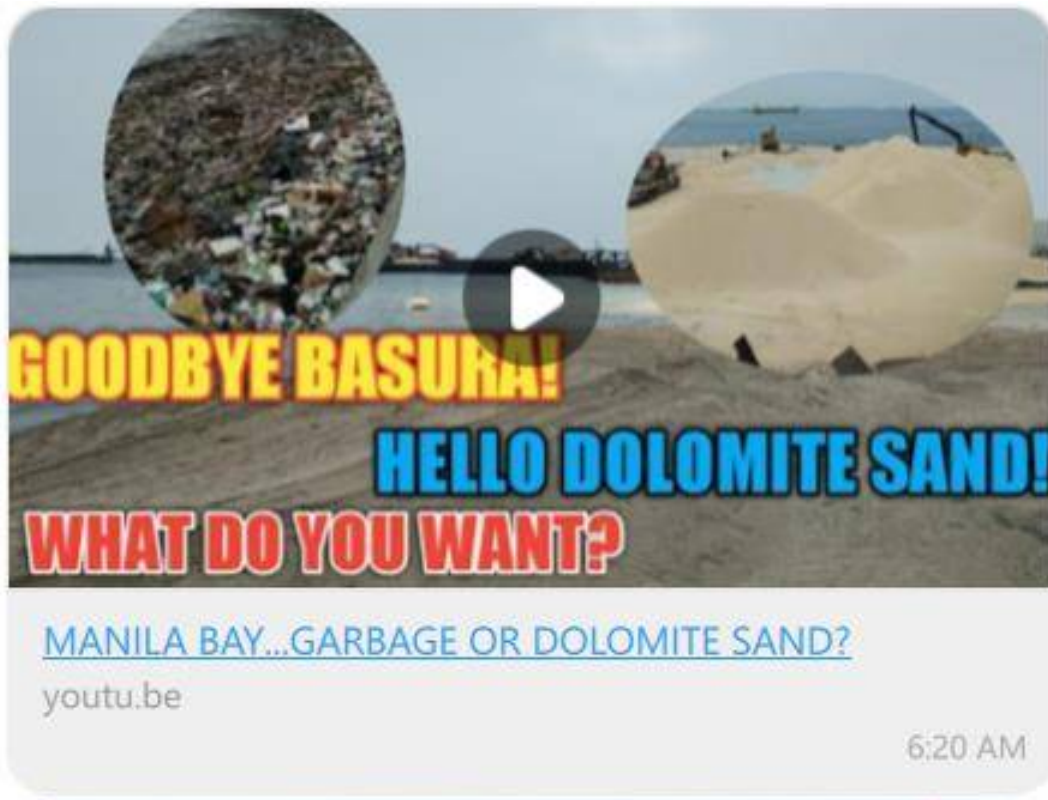 GOODBYE BASURA!
HELLO DOLOMITE SAND!
WHAT DO YOU WANT?
MANILA BAY...GARBAGE OR DOLOMITE SAND?
youtu.be
6:20 AM